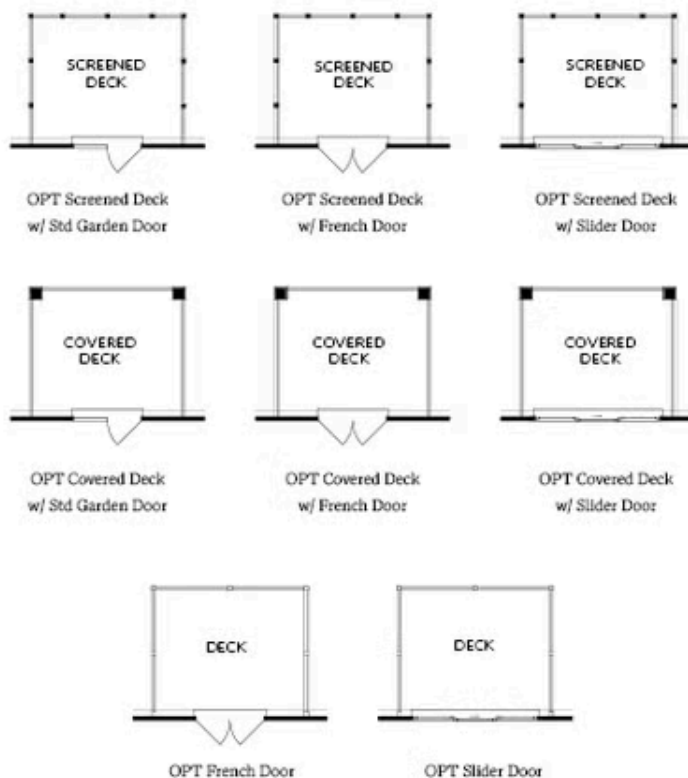 SCREENED
DECK
SCREENED
DECK
SCREENED
DECK
OPT Screened Deck
w/ Std Garden Door
OPT Screened Deck
w/ French Door
OPT Screened Deck
w/ Slider Door
COVERED
DECK
COVERED
DECK
COVERED
DECK
OPT Covered Deck
w/ Std Garden Door
OPT Covered Deck
w/ French Door
OPT Covered Deck
w/ Slider Door
DECK
DECK
OPT French Door
OPT Slider Door